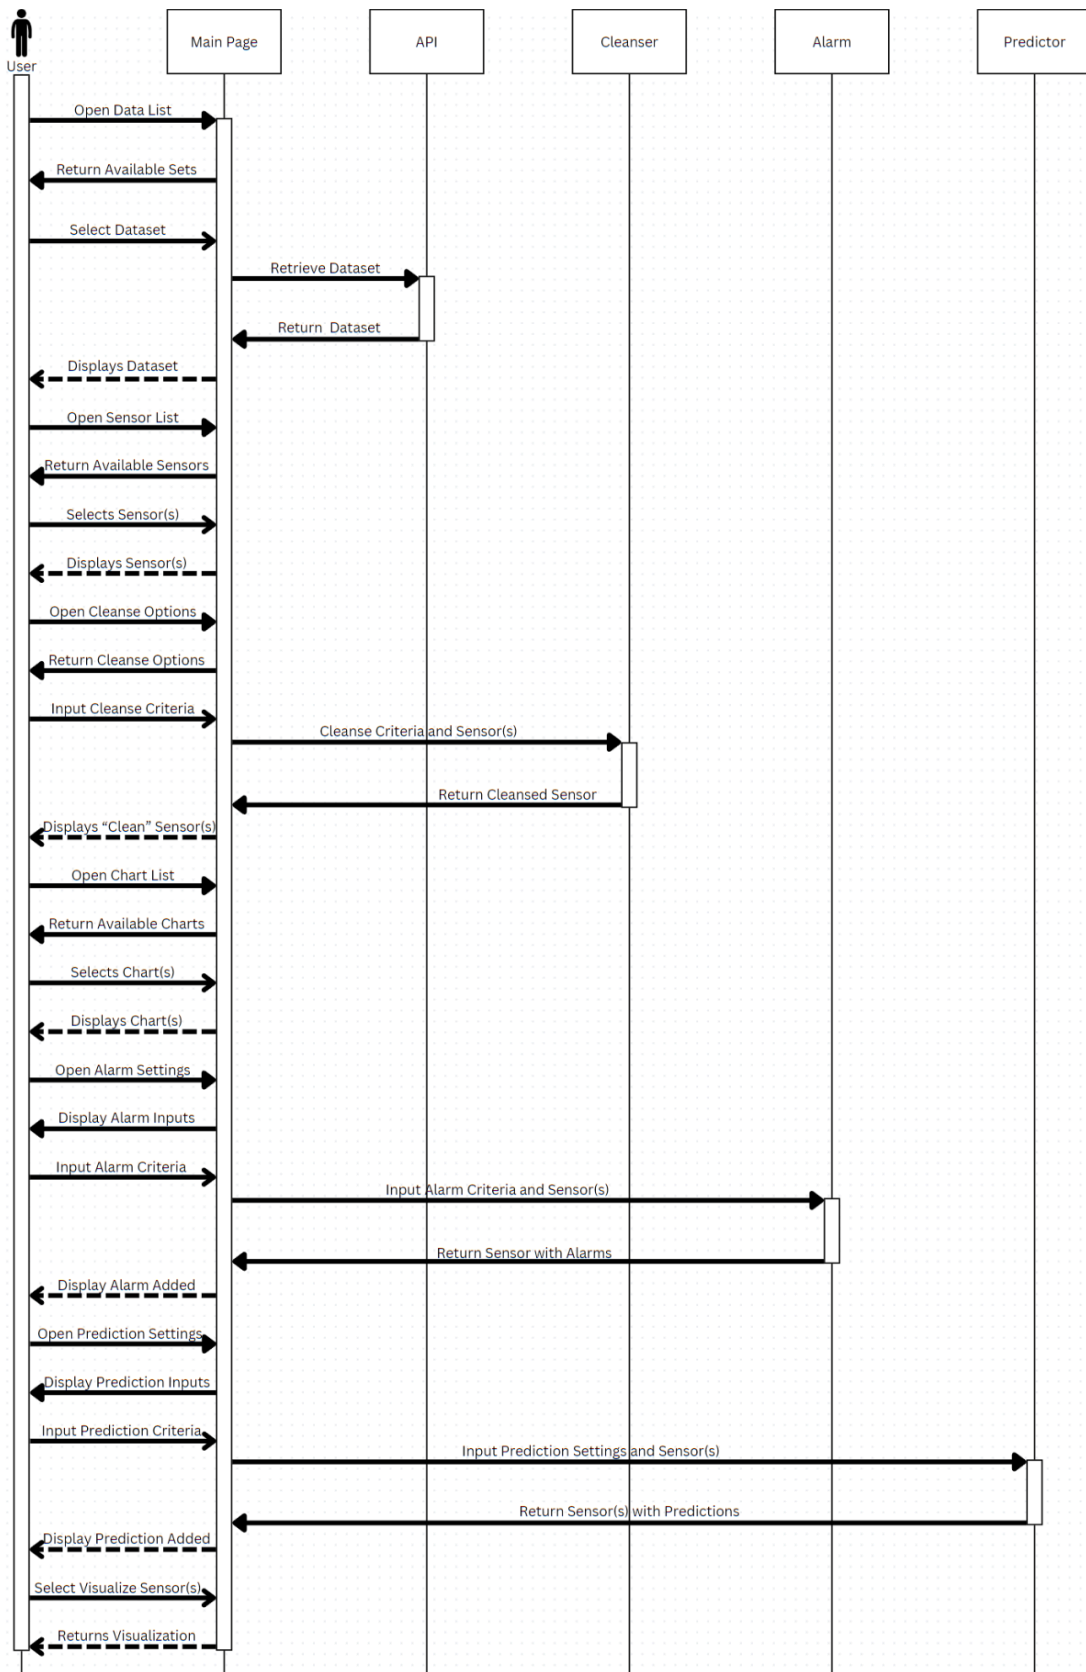 User
Main Page
API
Cleanser
Alarm
Predictor
Open Data List
Return Available Sets
Select Dataset
Retrieve Dataset
Return Dataset
Displays Dataset
Open Sensor List
Return Available Sensors
Selects Sensor(s)
Displays Sensor(s)
Open Cleanse Options
Return Cleanse Options
Input Cleanse Criteria
Cleanse Criteria and Sensor(s)
Return Cleansed Sensor
Displays “Clean” Sensor(s)
Open Chart List
Return Available Charts
Selects Chart(s)
Displays Chart(s)
Open Alarm Settings
Display Alarm Inputs
Input Alarm Criteria
Input Alarm Criteria and Sensor(s)
Return Sensor with Alarms
Display Alarm Added
Open Prediction Settings
Display Prediction Inputs
Input Prediction Criteria
Input Prediction Settings and Sensor(s)
Return Sensor(s) with Predictions
Display Prediction Added
Select Visualize Sensor(s)
Returns Visualization